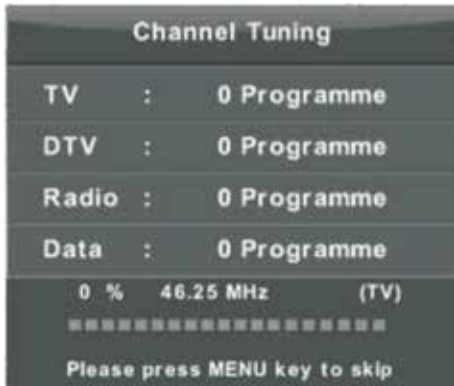 Channel Tuning
TV : 0 Programme
DTV : 0 Programme
Radio : 0 Programme
Data : 0 Programme
0 % 46.25 MHz (TV)
Please press MENU key to skip